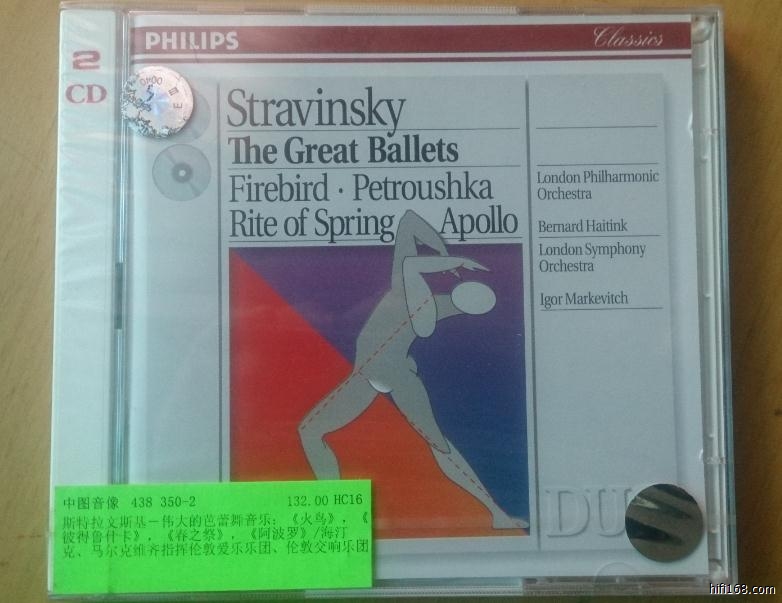 PHILIPS
Classics
2
CD
Stravinsky
The Great Ballets
Firebird · Petroushka
Rite of Spring Apollo
London Philharmonic
Orchestra
Bernard Haitink
London Symphony
Orchestra
Igor Markevitch
DU
中图音像 438 350-2 132.00 HC16
斯特拉文斯基-伟大的芭蕾舞音乐：《火鸟》，《
彼得鲁什卡》，《春之祭》，《阿波罗》/海汀
克、马尔克维齐指挥伦敦爱乐乐团、伦敦交响乐团
hifi168.com